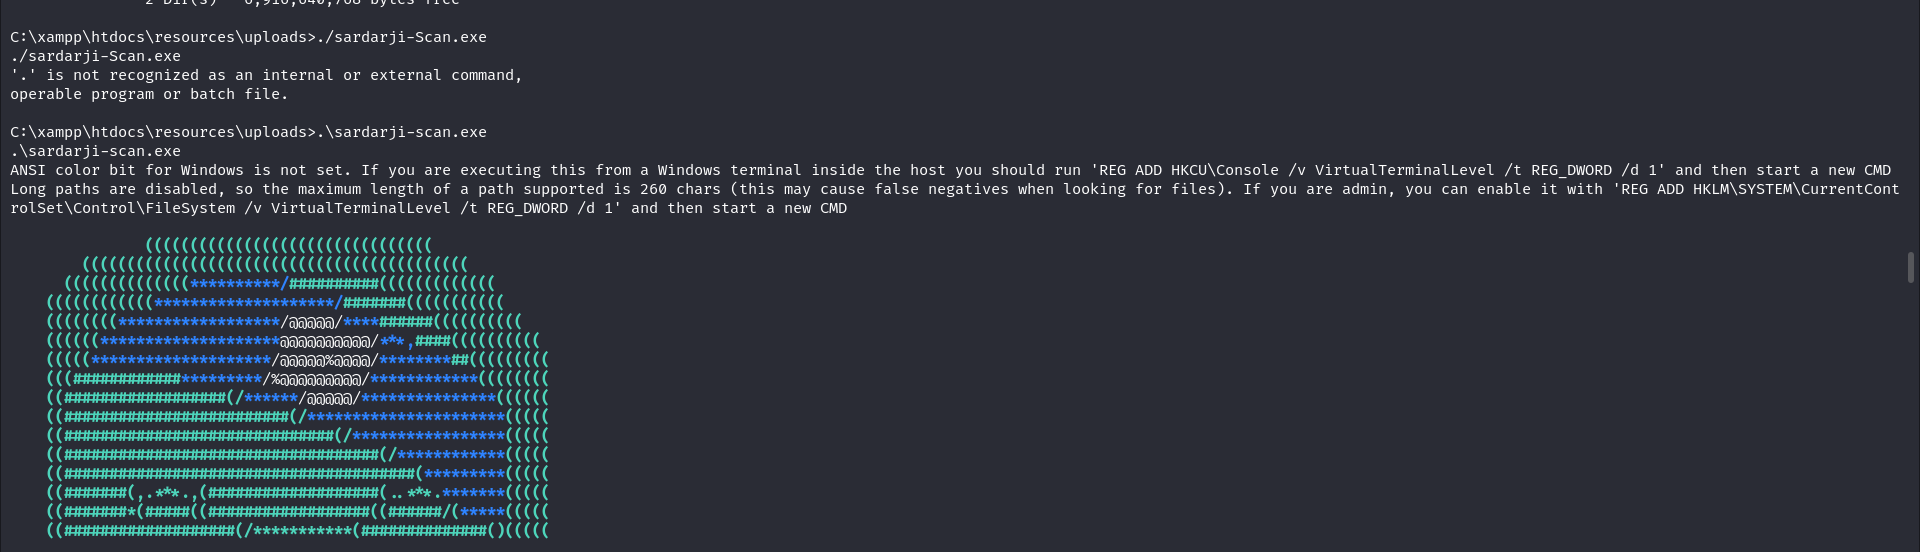 2 Dir(s)   6,916,640,768 bytes free
C:\xampp\htdocs\resources\uploads>./sardarji-Scan.exe
./sardarji-Scan.exe
'.' is not recognized as an internal or external command,
operable program or batch file.
C:\xampp\htdocs\resources\uploads>.\sardarji-scan.exe
.\sardarji-scan.exe
ANSI color bit for Windows is not set. If you are executing this from a Windows terminal inside the host you should run 'REG ADD HKCU\Console /v VirtualTerminalLevel /t REG_DWORD /d 1' and then start a new CMD
Long paths are disabled, so the maximum length of a path supported is 260 chars (this may cause false negatives when looking for files). If you are admin, you can enable it with 'REG ADD HKLM\SYSTEM\CurrentCont
rolSet\Control\FileSystem /v VirtualTerminalLevel /t REG_DWORD /d 1' and then start a new CMD